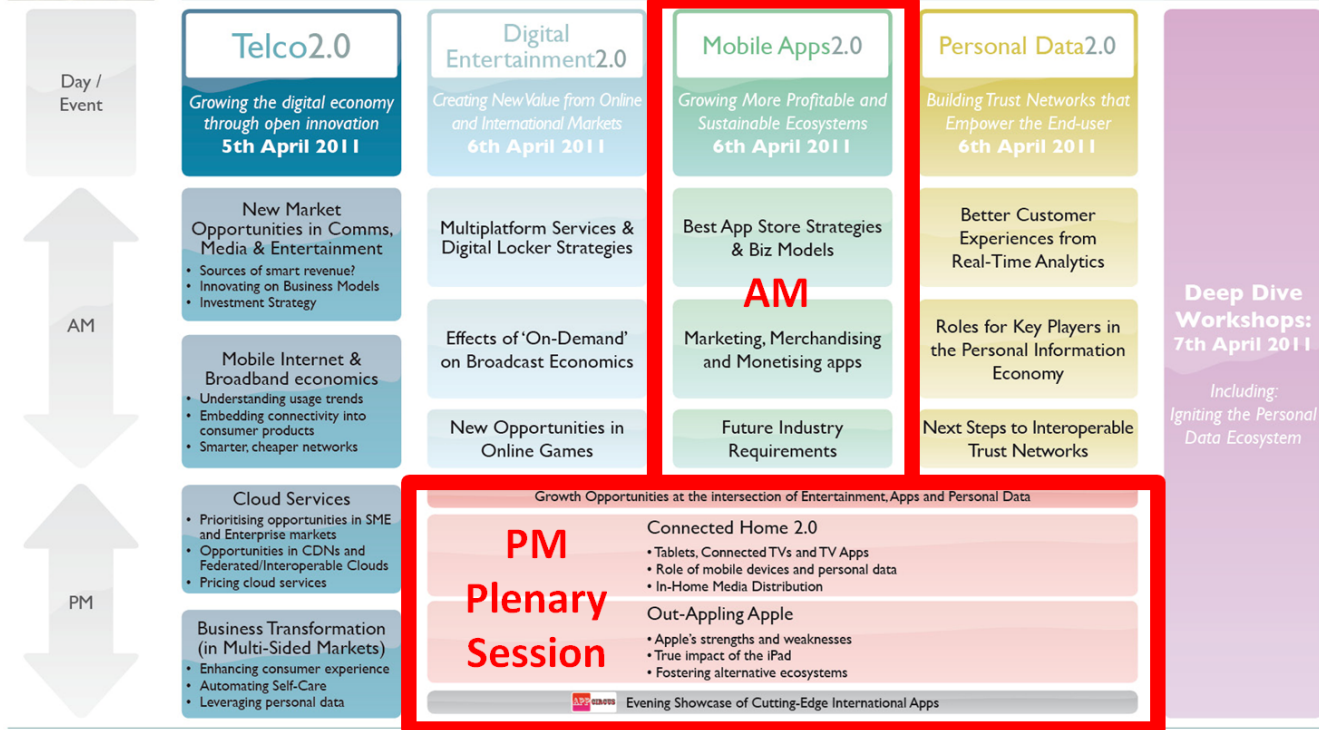 Day /
Event
Telco2.0
Growing the digital economy
through open innovation
5th April 2011
Digital
Entertainment2.0
Creating New Value from Online
and International Markets
6th April 2011
Mobile Apps2.0
Growing More Profitable and
Sustainable Ecosystems
6th April 2011
Personal Data2.0
Building Trust Networks that
Empower the End-user
6th April 2011
AM
New Market
Opportunities in Comms,
Media & Entertainment
• Sources of smart revenue?
• Innovating on Business Models
• Investment Strategy
Mobile Internet &
Broadband economics
• Understanding usage trends
• Embedding connectivity into
consumer products
• Smarter, cheaper networks
Multiplatform Services &
Digital Locker Strategies
Effects of ‘On-Demand’
on Broadcast Economics
New Opportunities in
Online Games
Best App Store Strategies
& Biz Models
AM
Marketing, Merchandising
and Monetising apps
Future Industry
Requirements
Better Customer
Experiences from
Real-Time Analytics
Roles for Key Players in
the Personal Information
Economy
Next Steps to Interoperable
Trust Networks
PM
Cloud Services
• Prioritising opportunities in SME
and Enterprise markets
• Opportunities in CDNs and
Federated/Interoperable Clouds
• Pricing cloud services
Business Transformation
(in Multi-Sided Markets)
• Enhancing consumer experience
• Automating Self-Care
• Leveraging personal data
Growth Opportunities at the intersection of Entertainment, Apps and Personal Data
PM
Plenary
Session
Connected Home 2.0
• Tablets, Connected TVs and TV Apps
• Role of mobile devices and personal data
• In-Home Media Distribution
Out-Appling Apple
• Apple's strengths and weaknesses
• True impact of the iPad
• Fostering alternative ecosystems
APP CIRCUS Evening Showcase of Cutting-Edge International Apps
Deep Dive
Workshops:
7th April 2011
Including:
Igniting the Personal
Data Ecosystem